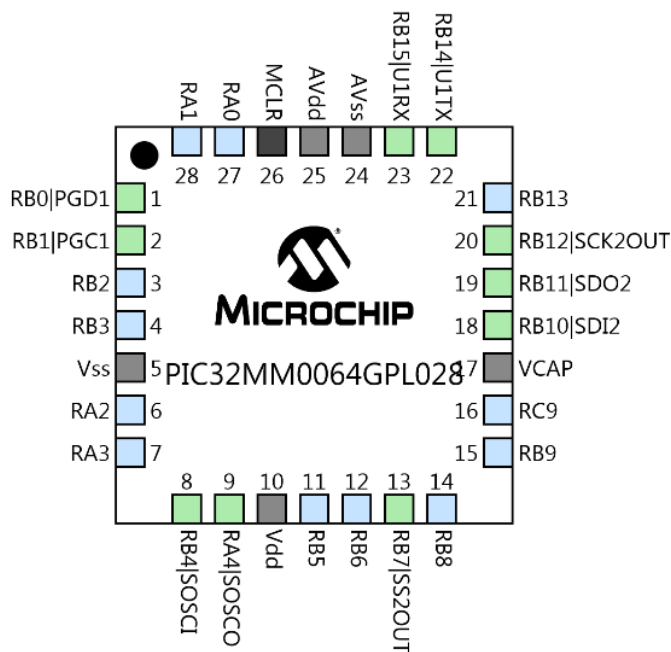 RA1
RA0
MCLR
AVdd
AVss
RB15|U1RX
RB14|U1TX
28
27
26
25
24
23
22
RB0|PGD1 1
RB1|PGC1 2
RB2 3
RB3 4
Vss 5
RA2 6
RA3 7
21 RB13
20 RB12|SCK2OUT
19 RB11|SDO2
18 RB10|SDI2
17 VCAP
16 RC9
15 RB9
MICROCHIP
®
PIC32MM0064GPL028
8
9
10
11
12
13
14
RB4|SOSCI
RA4|SOSCO
Vdd
RB5
RB6
RB7|SS2OUT
RB8